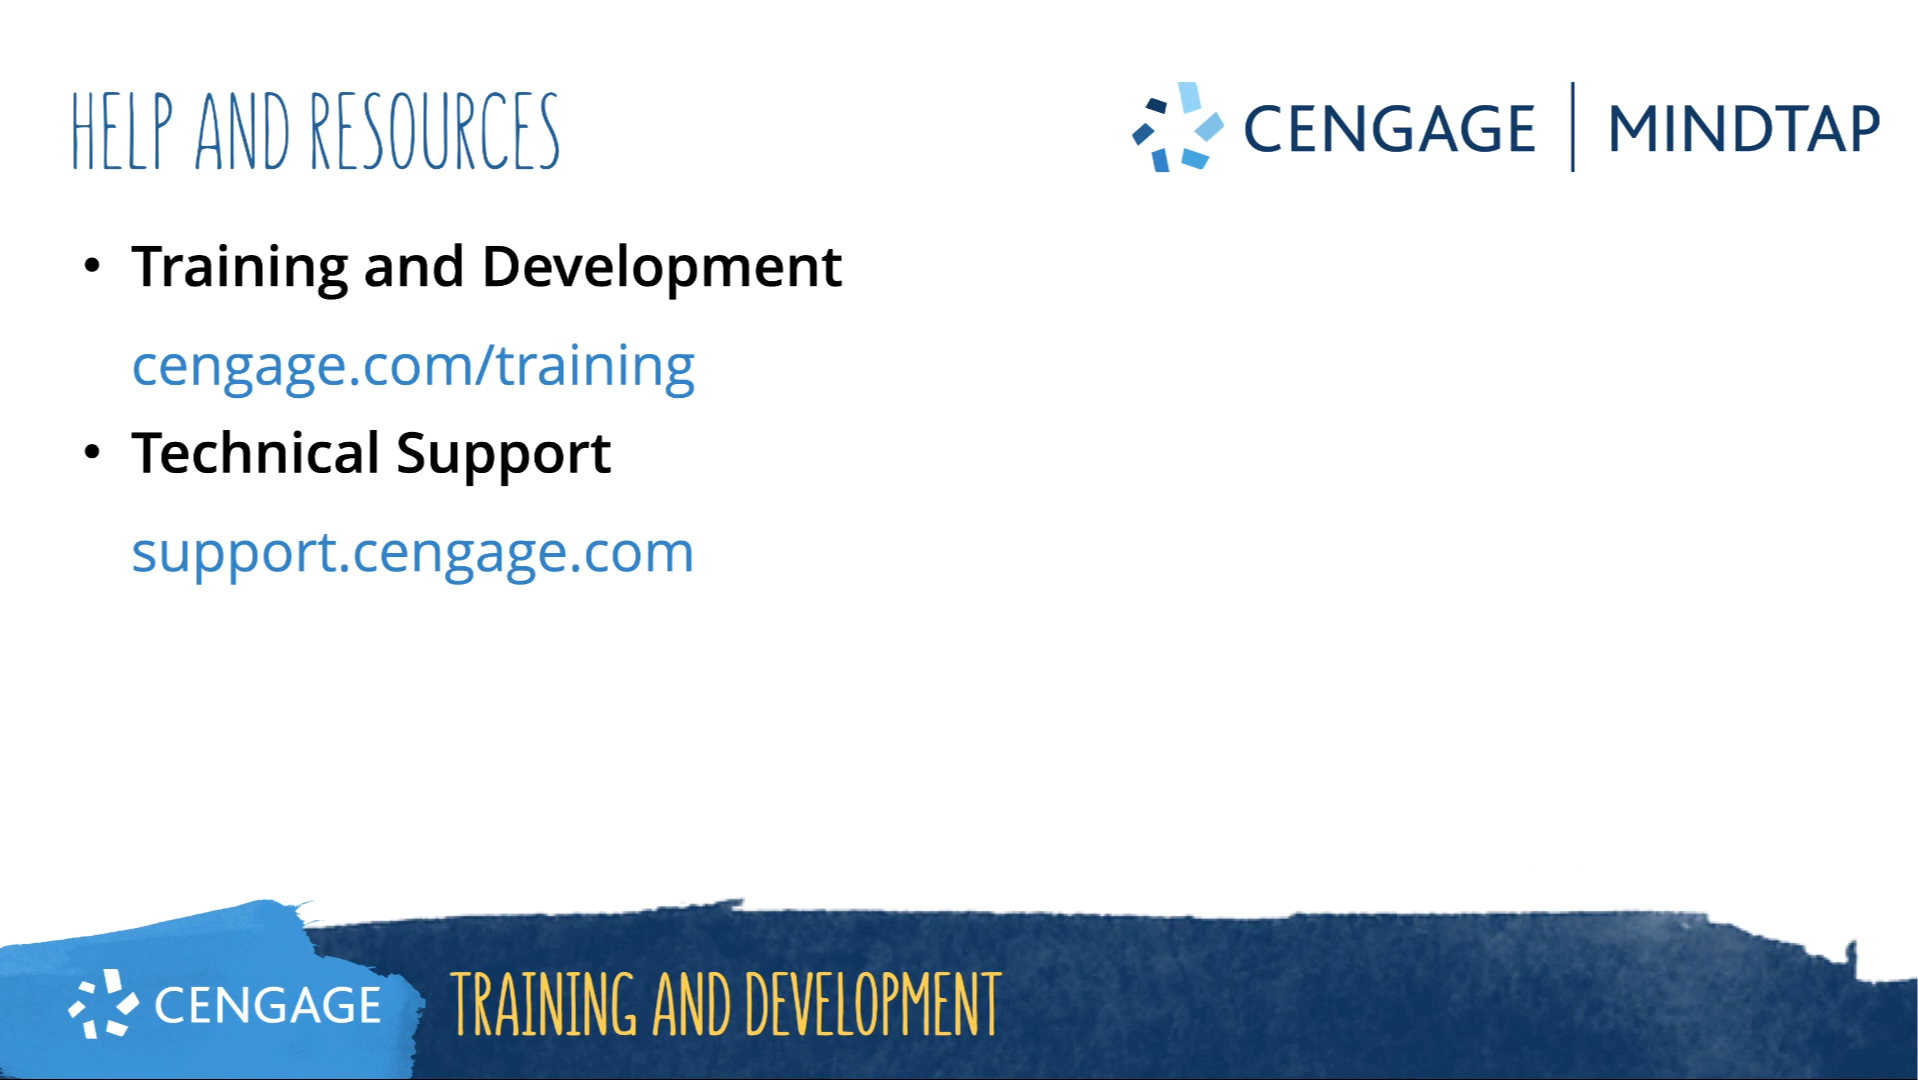 HELP AND RESOURCES
CENGAGE | MINDTAP
• Training and Development
cengage.com/training
• Technical Support
support.cengage.com
CENGAGE
TRAINING AND DEVELOPMENT